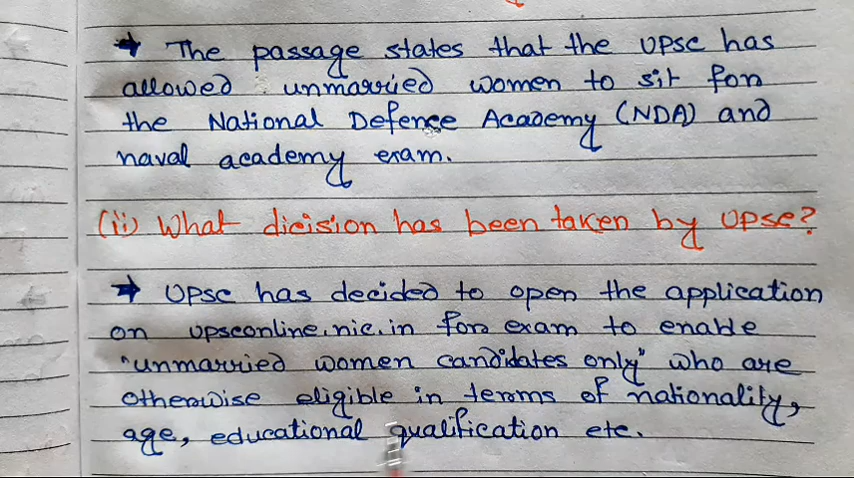 → The passage states that the UPSC has
allowed unmarried women to sit for
the National Defence Academy (NDA) and
naval academy exam.
(ii) What dicision has been taken by UPSC?
→ UPSC has decided to open the application
on upsconline.nic.in for exam to enable
"unmarried women candidates only" who are
otherwise eligible in terms of nationality,
age, educational qualification etc.